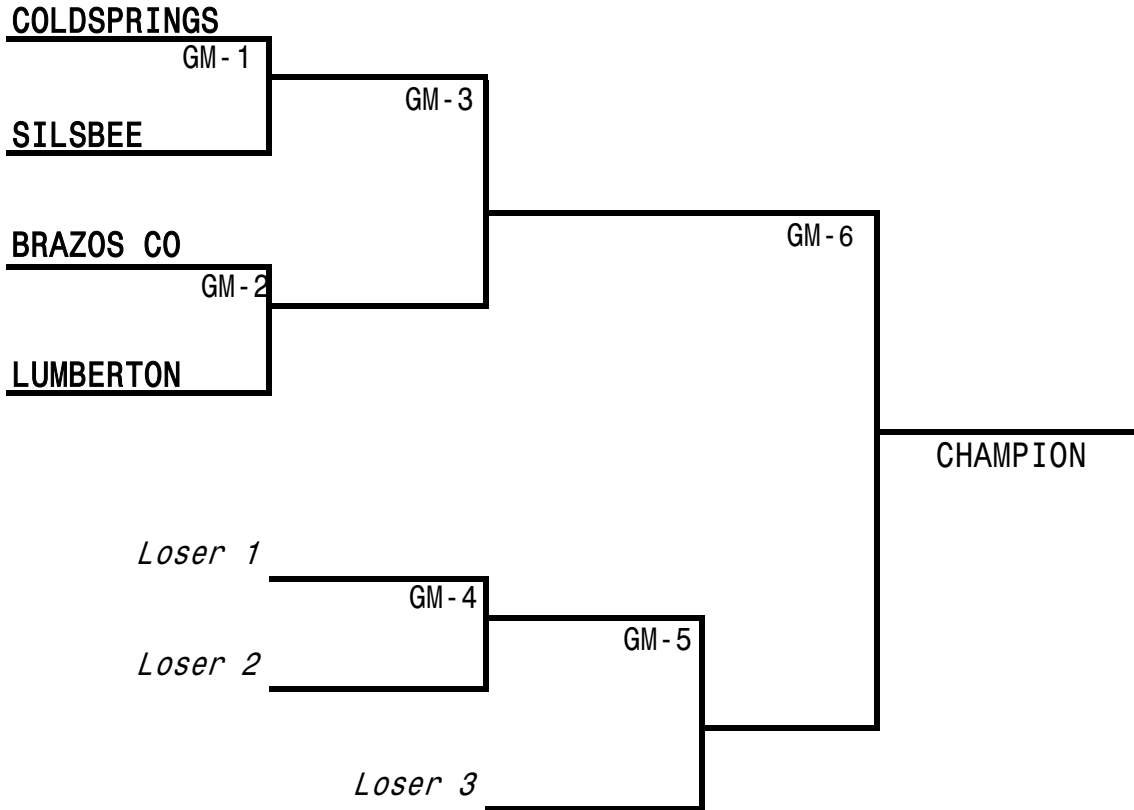 COLDSPRINGS
GM-1
GM-3
SILSBEE
BRAZOS CO
GM-6
GM-2
LUMBERTON
CHAMPION
Loser 1
GM-4
GM-5
Loser 2
Loser 3